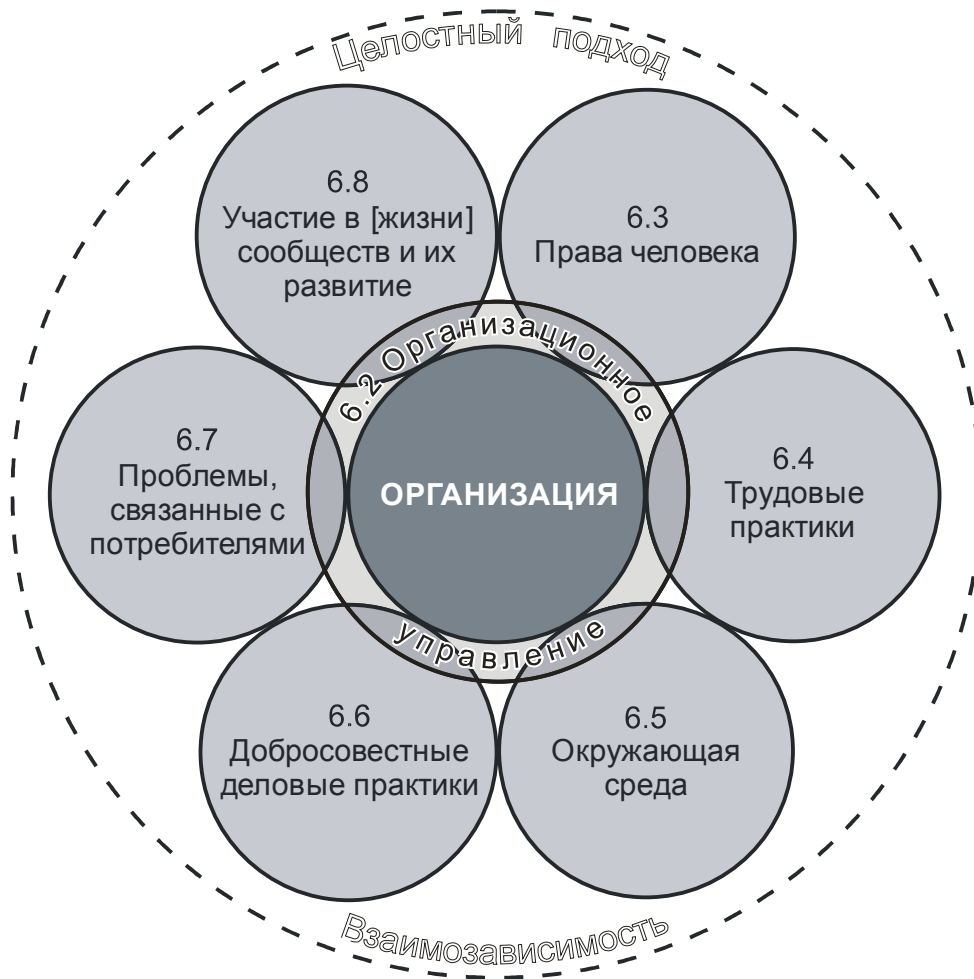 Целостный подход
6.8
Участие в [жизни]
сообществ и их
развитие
6.3
Права человека
6.2 Организационное
управление
6.7
Проблемы,
связанные с
потребителями
ОРГАНИЗАЦИЯ
6.4
Трудовые
практики
6.6
Добросовестные
деловые практики
6.5
Окружающая
среда
Взаимозависимость